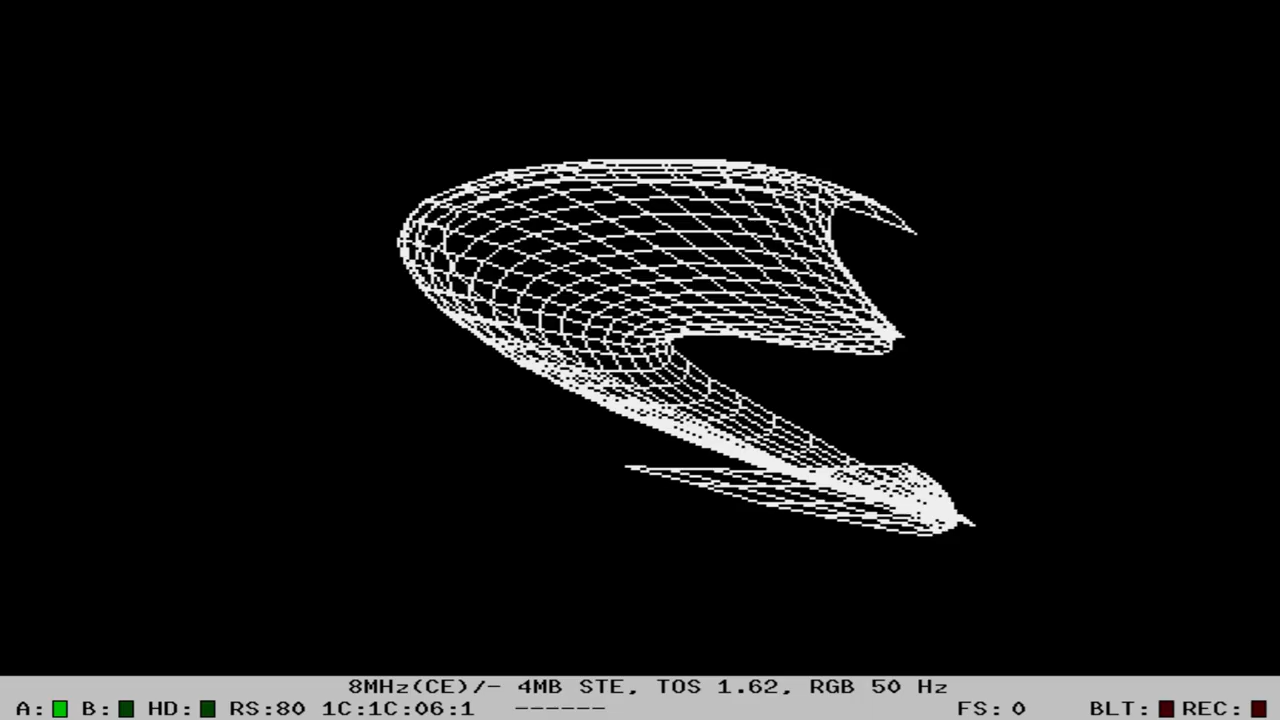 8MHz(CE)/- 4MB STE, TOS 1.62, RGB 50 Hz
A: B: HD: RS:80 1C:1C:06:1 ------ FS: 0 BLT: REC: